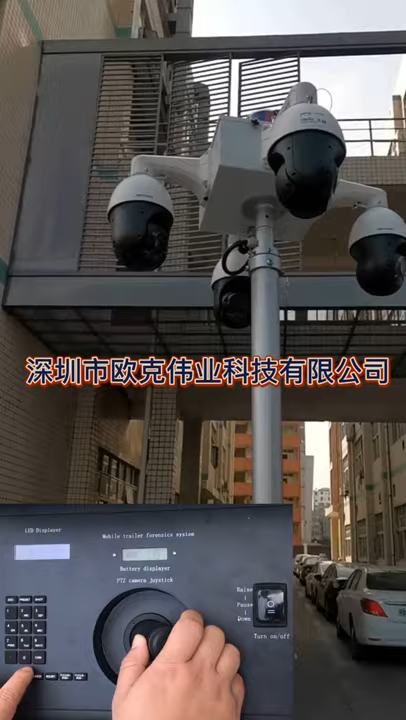 深圳市欧克伟业科技有限公司
LED Displayer
Mobile trailer forensics system
Battery displayer
PTZ camera joystick
Raise
Pause
Down
Turn on/off